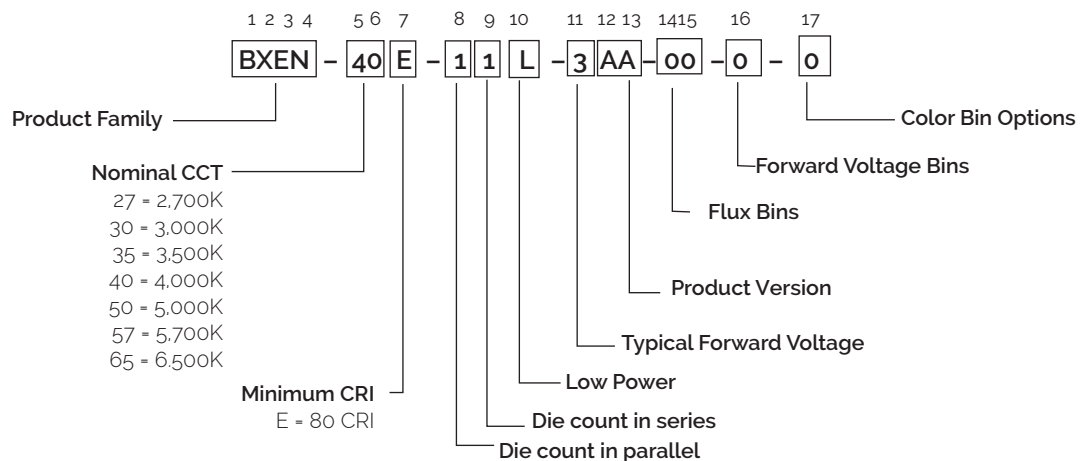 1 2 3 4 5 6 7 8 9 10 11 12 13 1415 16 17
BXEN – 40 E – 1 1 L – 3 AA – 00 – 0 – 0
Product Family
Color Bin Options
Nominal CCT
Forward Voltage Bins
27 = 2,700K
30 = 3,000K
Flux Bins
35 = 3,500K
40 = 4,000K
Product Version
50 = 5,000K
57 = 5,700K
Typical Forward Voltage
65 = 6.500K
Low Power
Minimum CRI
E = 80 CRI
Die count in series
Die count in parallel